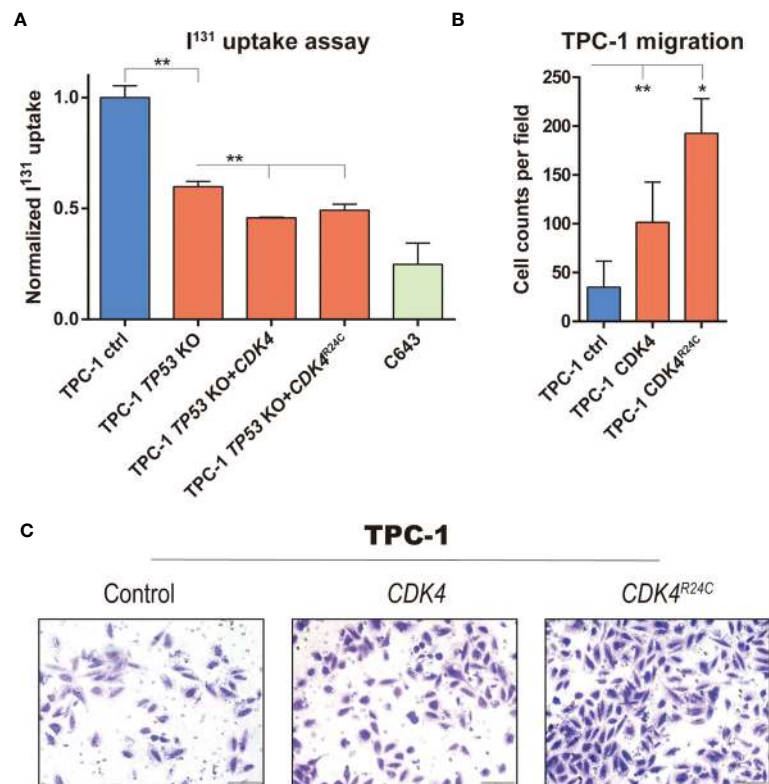 A
I¹³¹ uptake assay
**
**
1.0
0.5
0.0
Normalized I¹³¹ uptake
TPC-1 ctrl
TPC-1 TP53 KO
TPC-1 TP53 KO+CDK4
TPC-1 TP53 KO+CDK4ᴿ²⁴ᶜ
C643
B
TPC-1 migration
**
*
250
200
150
100
50
0
Cell counts per field
TPC-1 ctrl
TPC-1 CDK4
TPC-1 CDK4ᴿ²⁴ᶜ
C
TPC-1
Control
CDK4
CDK4ᴿ²⁴ᶜ